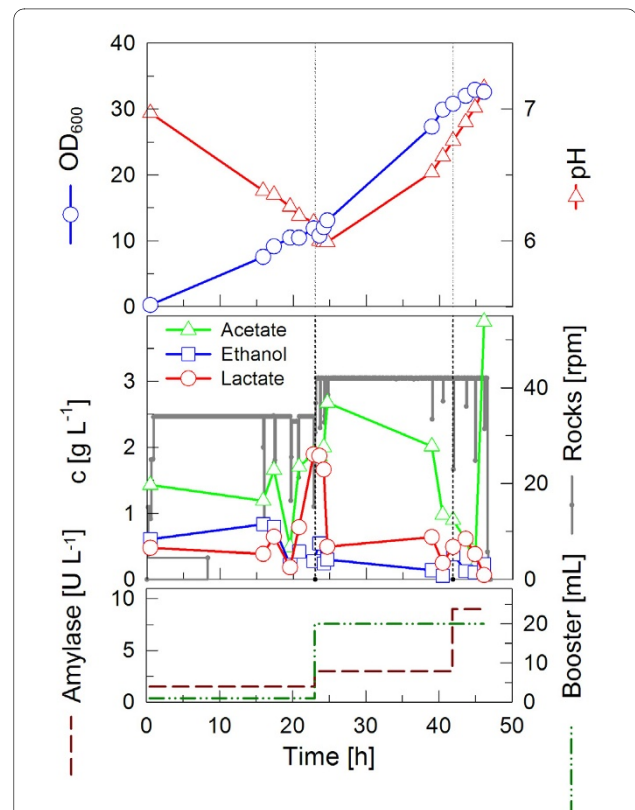 40
30
20
10
0
OD600
7
6
pH
Acetate
Ethanol
Lactate
3
2
1
0
c [g L-1]
40
20
0
Rocks [rpm]
10
5
0
Amylase [U L-1]
20
10
0
Booster [mL]
0 10 20 30 40 50
Time [h]